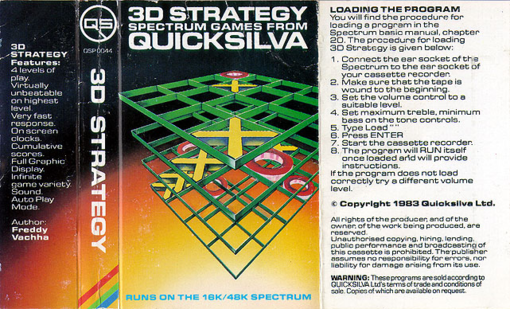 3D
STRATEGY
Features:
4 levels of
play.
Virtually
unbeatable
on highest
level.
Very fast
response.
On screen
clocks.
Cumulative
scores.
Full Graphic
Display.
Infinite
game variety.
Sound.
Auto Play
Mode.
Author:
Freddy
Vachha
QS
QSP 0044
3D STRATEGY
3D STRATEGY
SPECTRUM GAMES FROM
QUICKSILVA
RUNS ON THE 16K/48K SPECTRUM
LOADING THE PROGRAM
You will find the procedure for
loading a program in the
Spectrum basic manual, chapter
20. The procedure for loading
3D Strategy is given below:
1. Connect the ear socket of the
Spectrum to the ear socket of
your cassette recorder.
2. Make sure that the tape is
wound to the beginning.
3. Set the volume control to a
suitable level.
4. Set maximum treble, minimum
bass on the tone controls.
5. Type Load " "
6. Press ENTER
7. Start the cassette recorder.
8. The program will RUN itself
once loaded and will provide
instructions.
If the program does not load
correctly try a different volume
level.
© Copyright 1983 Quicksilva Ltd.
All rights of the producer, and of the
owner, of the work being produced, are
reserved.
Unauthorised copying, hiring, lending,
public performance and broadcasting of
this cassette is prohibited. The publisher
assumes no responsibility for errors, nor
liability for damage arising from its use.
WARNING: These programs are sold according to
QUICKSILVA Ltd's terms of trade and conditions of
sale. Copies of which are available on request.